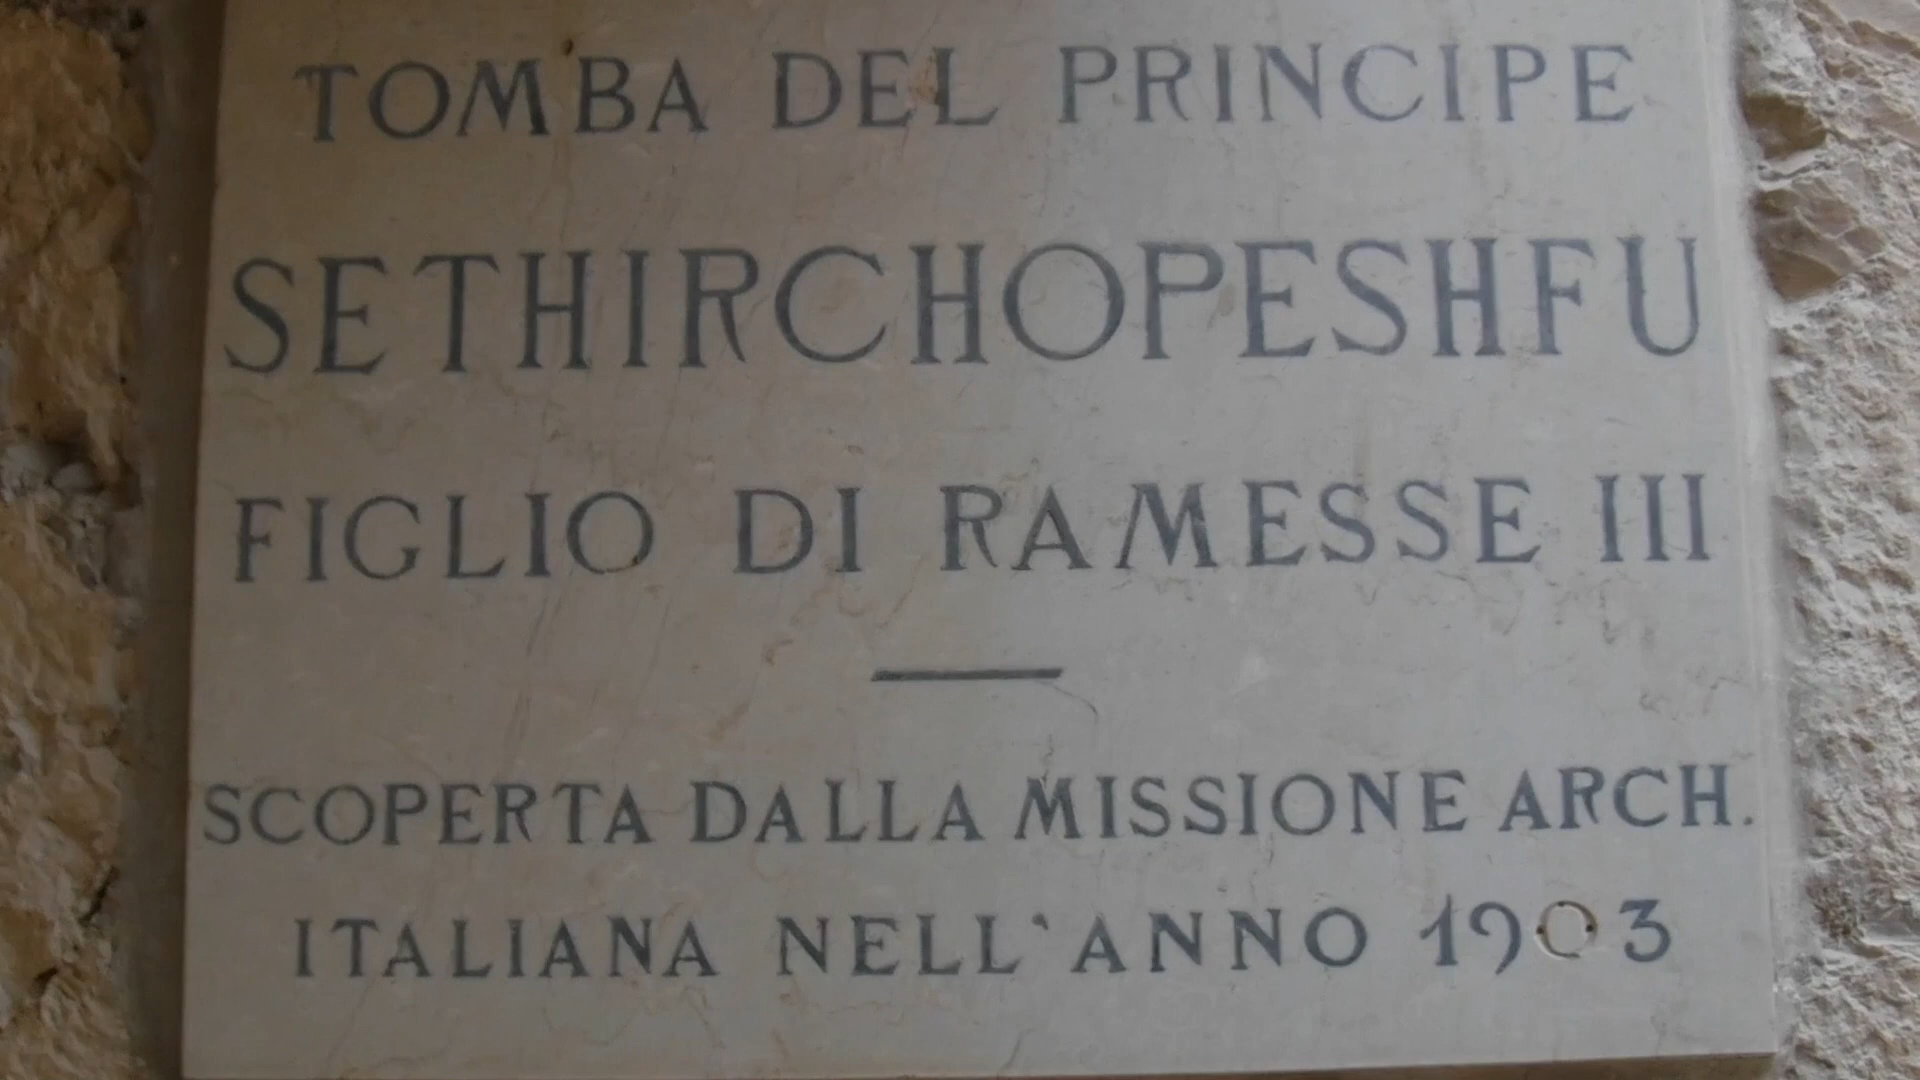 TOMBA DEL PRINCIPE
SETHIRCHOPESHFU
FIGLIO DI RAMESSE III
SCOPERTA DALLA MISSIONE ARCH.
ITALIANA NELL'ANNO 1903